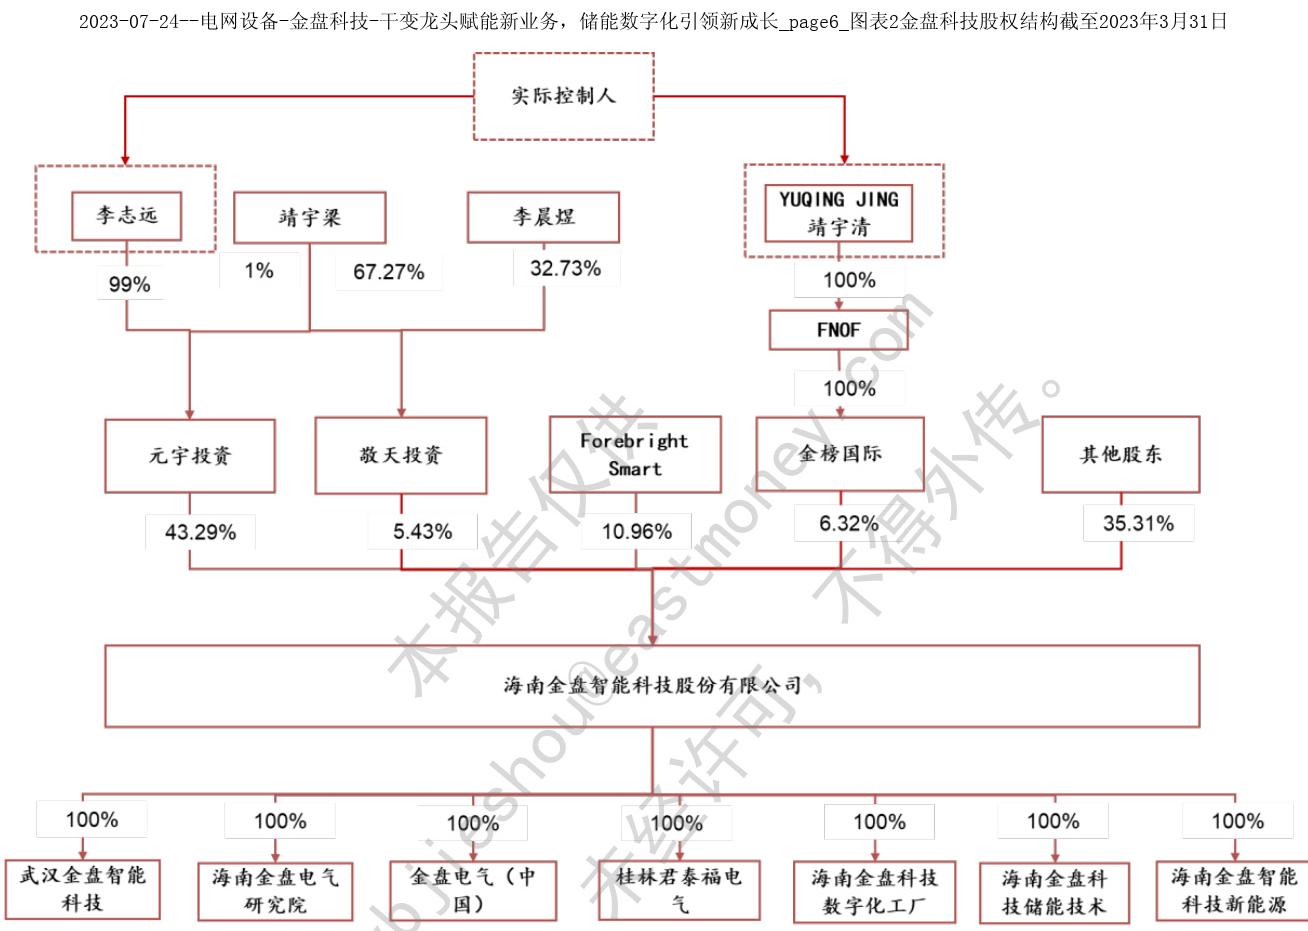 2023-07-24--电网设备-金盘科技-干变龙头赋能新业务，储能数字化引领新成长_page6_图表2金盘科技股权结构截至2023年3月31日
实际控制人
李志远
靖宇梁
李晨煜
YUQING JING
靖宇清
99%
1%
67.27%
32.73%
100%
FNOF
100%
元宇投资
敬天投资
Forebright
Smart
金榜国际
其他股东
43.29%
5.43%
10.96%
6.32%
35.31%
海南金盘智能科技股份有限公司
100%
100%
100%
100%
100%
100%
100%
武汉金盘智能
科技
海南金盘电气
研究院
金盘电气（中
国）
桂林君泰福电
气
海南金盘科技
数字化工厂
海南金盘科
技储能技术
海南金盘智能
科技新能源
本报告仅供
bjjieshou@eastmoney.com
未经许可，不得外传。